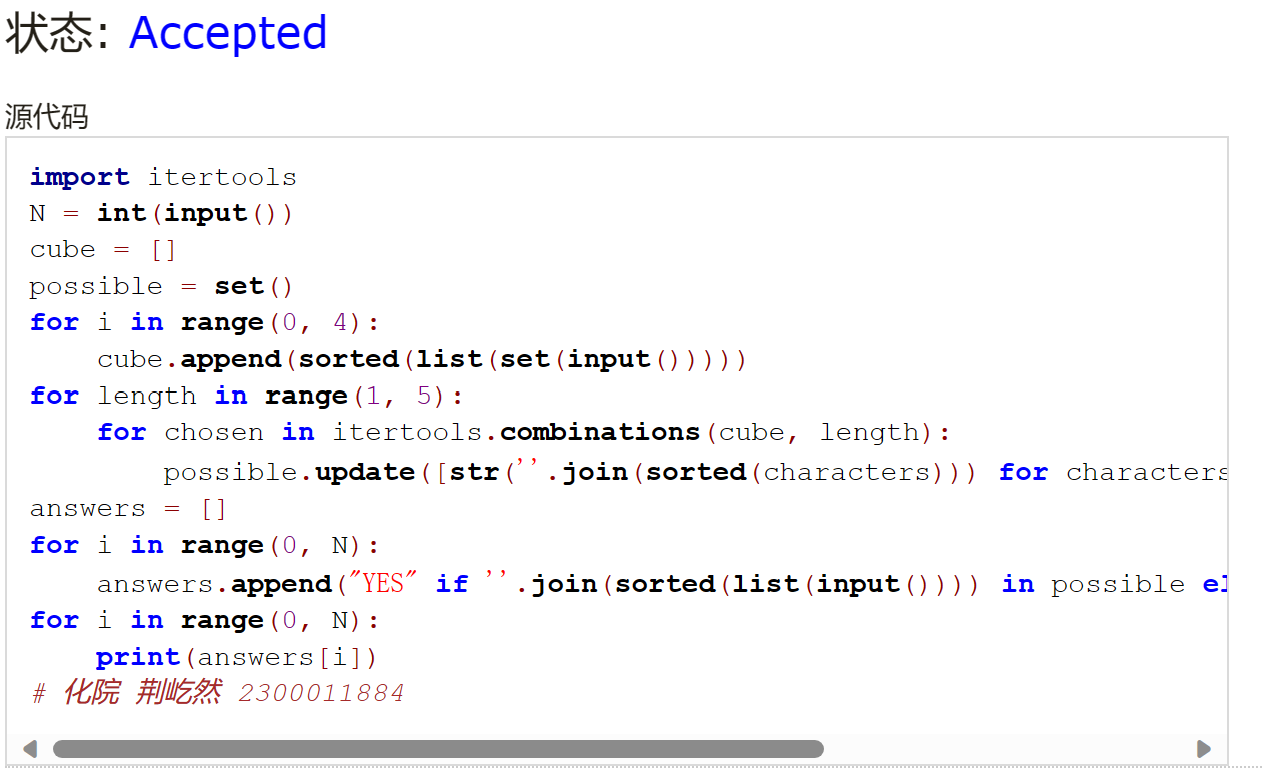 状态: Accepted
源代码
import itertools
N = int(input())
cube = []
possible = set()
for i in range(0, 4):
    cube.append(sorted(list(set(input()))))
for length in range(1, 5):
    for chosen in itertools.combinations(cube, length):
        possible.update([str(''.join(sorted(characters))) for characters
answers = []
for i in range(0, N):
    answers.append("YES" if ''.join(sorted(list(input()))) in possible el
for i in range(0, N):
    print(answers[i])
# 化院 荆屹然 2300011884